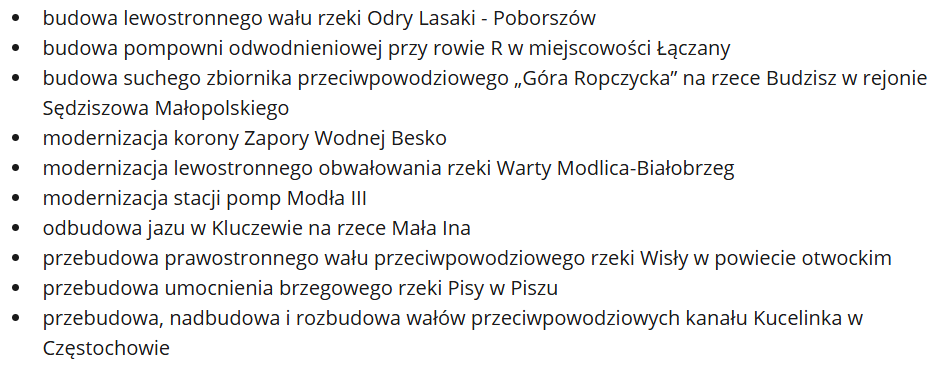 • budowa lewostronnego wału rzeki Odry Lasaki - Poborszów
• budowa pompowni odwodnieniowej przy rowie R w miejscowości Łączany
• budowa suchego zbiornika przeciwpowodziowego „Góra Ropczycka” na rzece Budzisz w rejonie
Sędziszowa Małopolskiego
• modernizacja korony Zapory Wodnej Besko
• modernizacja lewostronnego obwałowania rzeki Warty Modlica-Białobrzeg
• modernizacja stacji pomp Modła III
• odbudowa jazu w Kluczewie na rzece Mała Ina
• przebudowa prawostronnego wału przeciwpowodziowego rzeki Wisły w powiecie otwockim
• przebudowa umocnienia brzegowego rzeki Pisy w Piszu
• przebudowa, nadbudowa i rozbudowa wałów przeciwpowodziowych kanału Kucelinka w
Częstochowie